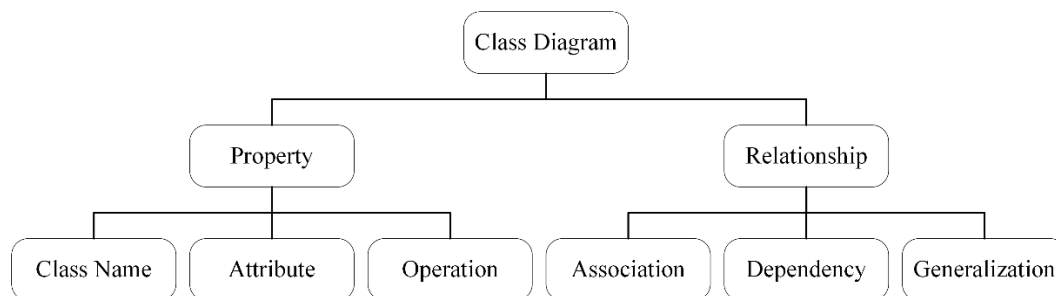 Class Diagram
Property
Relationship
Class Name
Attribute
Operation
Association
Dependency
Generalization